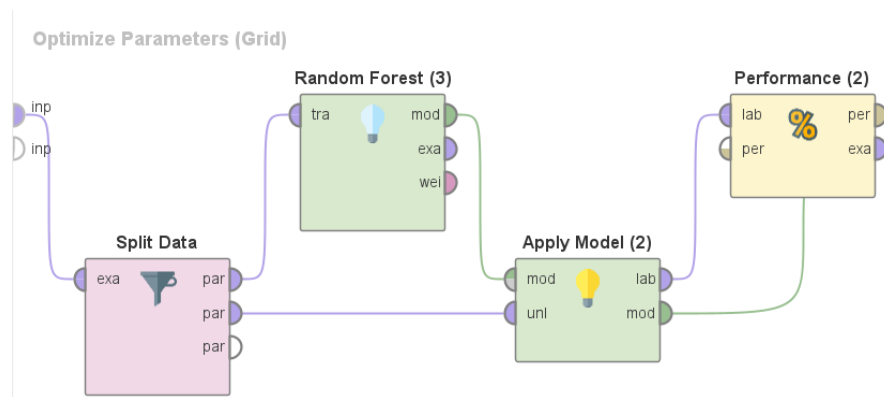 Optimize Parameters (Grid)
Random Forest (3)
Performance (2)
inp
tra
mod
lab
per
inp
exa
per
exa
wei
Split Data
Apply Model (2)
exa
par
mod
lab
par
unl
mod
par
%